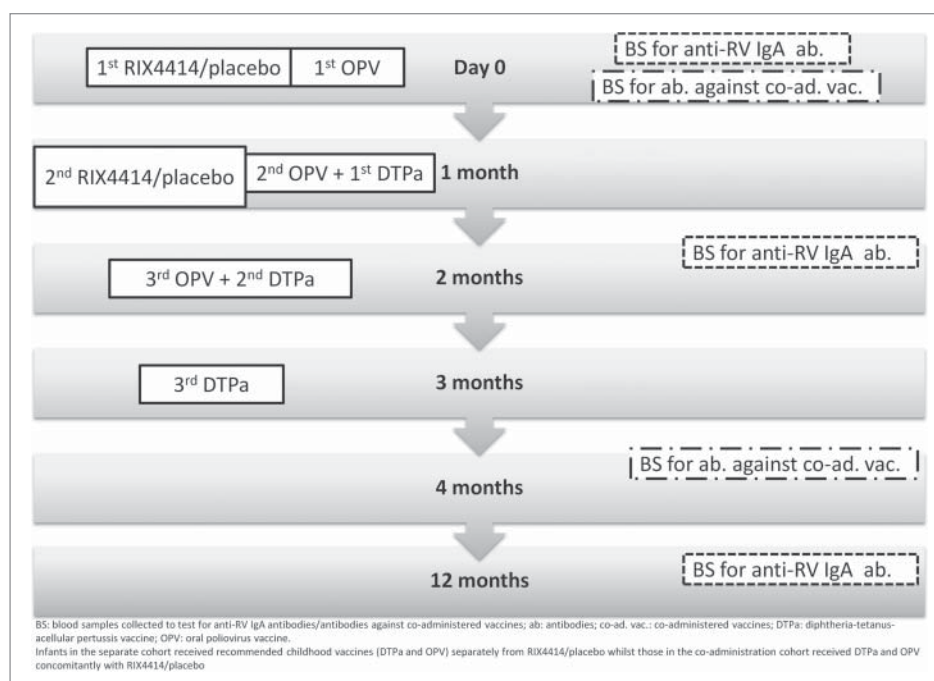 1st RIX4414/placebo 1st OPV Day 0 BS for anti-RV IgA ab.
BS for ab. against co-ad. vac.
2nd RIX4414/placebo 2nd OPV + 1st DTPa 1 month
BS for anti-RV IgA ab.
3rd OPV + 2nd DTPa 2 months
3rd DTPa 3 months
BS for ab. against co-ad. vac.
4 months
12 months BS for anti-RV IgA ab.
BS: blood samples collected to test for anti-RV IgA antibodies/antibodies against co-administered vaccines; ab: antibodies; co-ad. vac.: co-administered vaccines; DTPa: diphtheria-tetanus-
acellular pertussis vaccine; OPV: oral poliovirus vaccine.
Infants in the separate cohort received recommended childhood vaccines (DTPa and OPV) separately from RIX4414/placebo whilst those in the co-administration cohort received DTPa and OPV
concomitantly with RIX4414/placebo